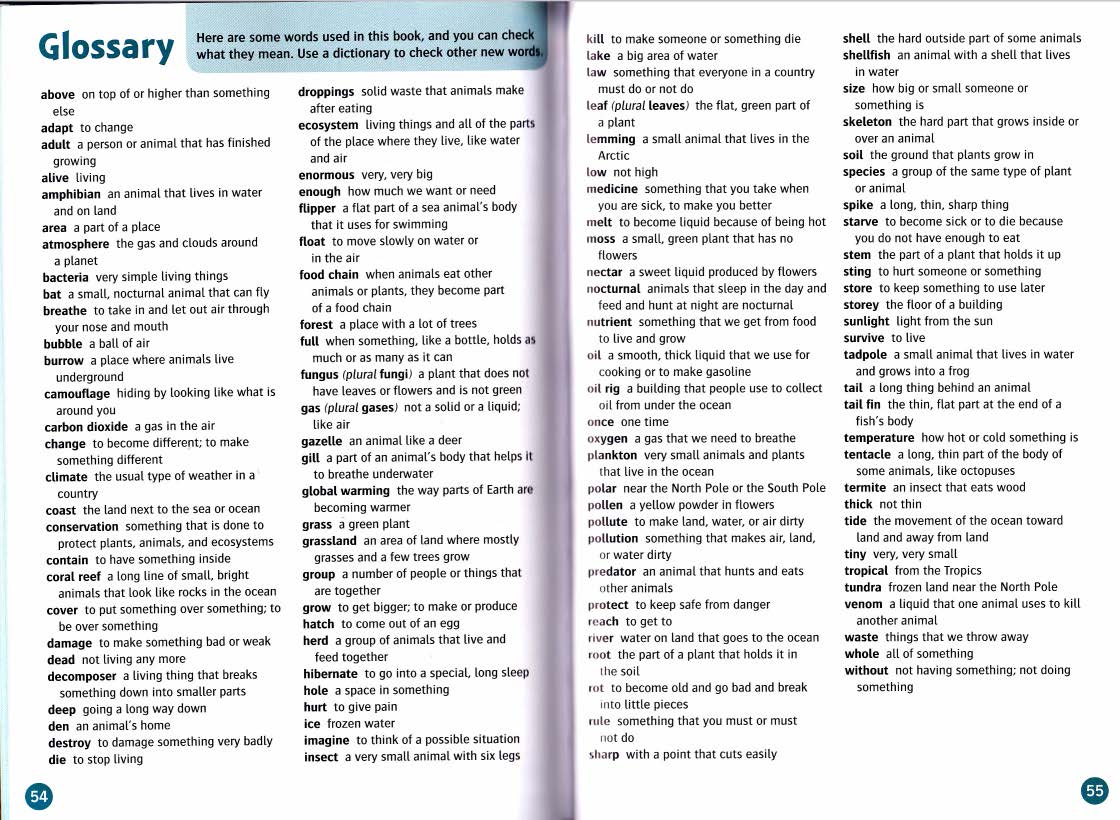 Glossary
Here are some words used in this book, and you can check
what they mean. Use a dictionary to check other new words.
above on top of or higher than something
else
adapt to change
adult a person or animal that has finished
growing
alive living
amphibian an animal that lives in water
and on land
area a part of a place
atmosphere the gas and clouds around
a planet
bacteria very simple living things
bat a small, nocturnal animal that can fly
breathe to take in and let out air through
your nose and mouth
bubble a ball of air
burrow a place where animals live
underground
camouflage hiding by looking like what is
around you
carbon dioxide a gas in the air
change to become different; to make
something different
climate the usual type of weather in a
country
coast the land next to the sea or ocean
conservation something that is done to
protect plants, animals, and ecosystems
contain to have something inside
coral reef a long line of small, bright
animals that look like rocks in the ocean
cover to put something over something; to
be over something
damage to make something bad or weak
dead not living any more
decomposer a living thing that breaks
something down into smaller parts
deep going a long way down
den an animal's home
destroy to damage something very badly
die to stop living
droppings solid waste that animals make
after eating
ecosystem living things and all of the parts
of the place where they live, like water
and air
enormous very, very big
enough how much we want or need
flipper a flat part of a sea animal's body
that it uses for swimming
float to move slowly on water or
in the air
food chain when animals eat other
animals or plants, they become part
of a food chain
forest a place with a lot of trees
full when something, like a bottle, holds as
much or as many as it can
fungus (plural fungi) a plant that does not
have leaves or flowers and is not green
gas (plural gases) not a solid or a liquid;
like air
gazelle an animal like a deer
gill a part of an animal's body that helps it
to breathe underwater
global warming the way parts of Earth are
becoming warmer
grass a green plant
grassland an area of land where mostly
grasses and a few trees grow
group a number of people or things that
are together
grow to get bigger; to make or produce
hatch to come out of an egg
herd a group of animals that live and
feed together
hibernate to go into a special, long sleep
hole a space in something
hurt to give pain
ice frozen water
imagine to think of a possible situation
insect a very small animal with six legs
54
kill to make someone or something die
lake a big area of water
law something that everyone in a country
must do or not do
leaf (plural leaves) the flat, green part of
a plant
lemming a small animal that lives in the
Arctic
low not high
medicine something that you take when
you are sick, to make you better
melt to become liquid because of being hot
moss a small, green plant that has no
flowers
nectar a sweet liquid produced by flowers
nocturnal animals that sleep in the day and
feed and hunt at night are nocturnal
nutrient something that we get from food
to live and grow
oil a smooth, thick liquid that we use for
cooking or to make gasoline
oil rig a building that people use to collect
oil from under the ocean
once one time
oxygen a gas that we need to breathe
plankton very small animals and plants
that live in the ocean
polar near the North Pole or the South Pole
pollen a yellow powder in flowers
pollute to make land, water, or air dirty
pollution something that makes air, land,
or water dirty
predator an animal that hunts and eats
other animals
protect to keep safe from danger
reach to get to
river water on land that goes to the ocean
root the part of a plant that holds it in
the soil
rot to become old and go bad and break
into little pieces
rule something that you must or must
not do
sharp with a point that cuts easily
shell the hard outside part of some animals
shellfish an animal with a shell that lives
in water
size how big or small someone or
something is
skeleton the hard part that grows inside or
over an animal
soil the ground that plants grow in
species a group of the same type of plant
or animal
spike a long, thin, sharp thing
starve to become sick or to die because
you do not have enough to eat
stem the part of a plant that holds it up
sting to hurt someone or something
store to keep something to use later
storey the floor of a building
sunlight light from the sun
survive to live
tadpole a small animal that lives in water
and grows into a frog
tail a long thing behind an animal
tail fin the thin, flat part at the end of a
fish's body
temperature how hot or cold something is
tentacle a long, thin part of the body of
some animals, like octopuses
termite an insect that eats wood
thick not thin
tide the movement of the ocean toward
land and away from land
tiny very, very small
tropical from the Tropics
tundra frozen land near the North Pole
venom a liquid that one animal uses to kill
another animal
waste things that we throw away
whole all of something
without not having something; not doing
something
55